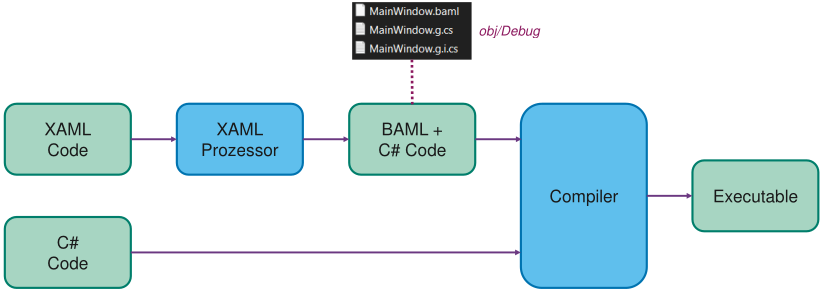 MainWindow.baml
MainWindow.g.cs
MainWindow.g.i.cs
obj/Debug
XAML
Code
XAML
Prozessor
BAML +
C# Code
Compiler
Executable
C#
Code